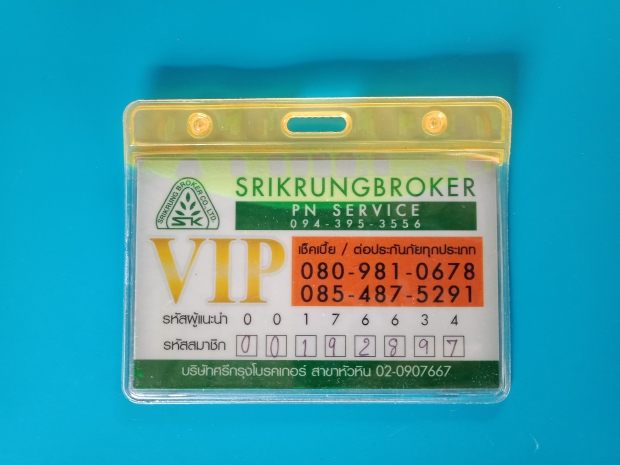 SRIKRUNG BROKER CO., LTD.
SK
SRIKRUNGBROKER
PN SERVICE
094-395-3556
VIP
เช็คเบี้ย / ต่อประกันภัยทุกประเภท
080-981-0678
085-487-5291
รหัสผู้แนะนำ 0 0 1 7 6 6 3 4
รหัสสมาชิก 0 0 1 9 2 8 9 7
บริษัทศรีกรุงโบรคเกอร์ สาขาหัวหิน 02-0907667